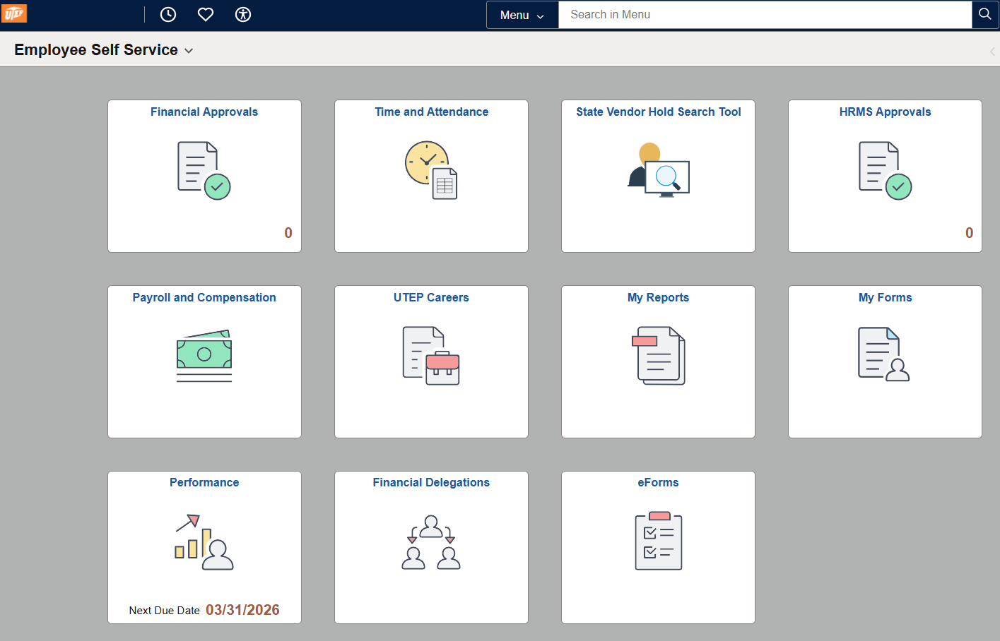 UTEP
Menu
Search in Menu
Employee Self Service
Financial Approvals
0
Time and Attendance
State Vendor Hold Search Tool
HRMS Approvals
0
Payroll and Compensation
UTEP Careers
My Reports
My Forms
Performance
Next Due Date 03/31/2026
Financial Delegations
eForms